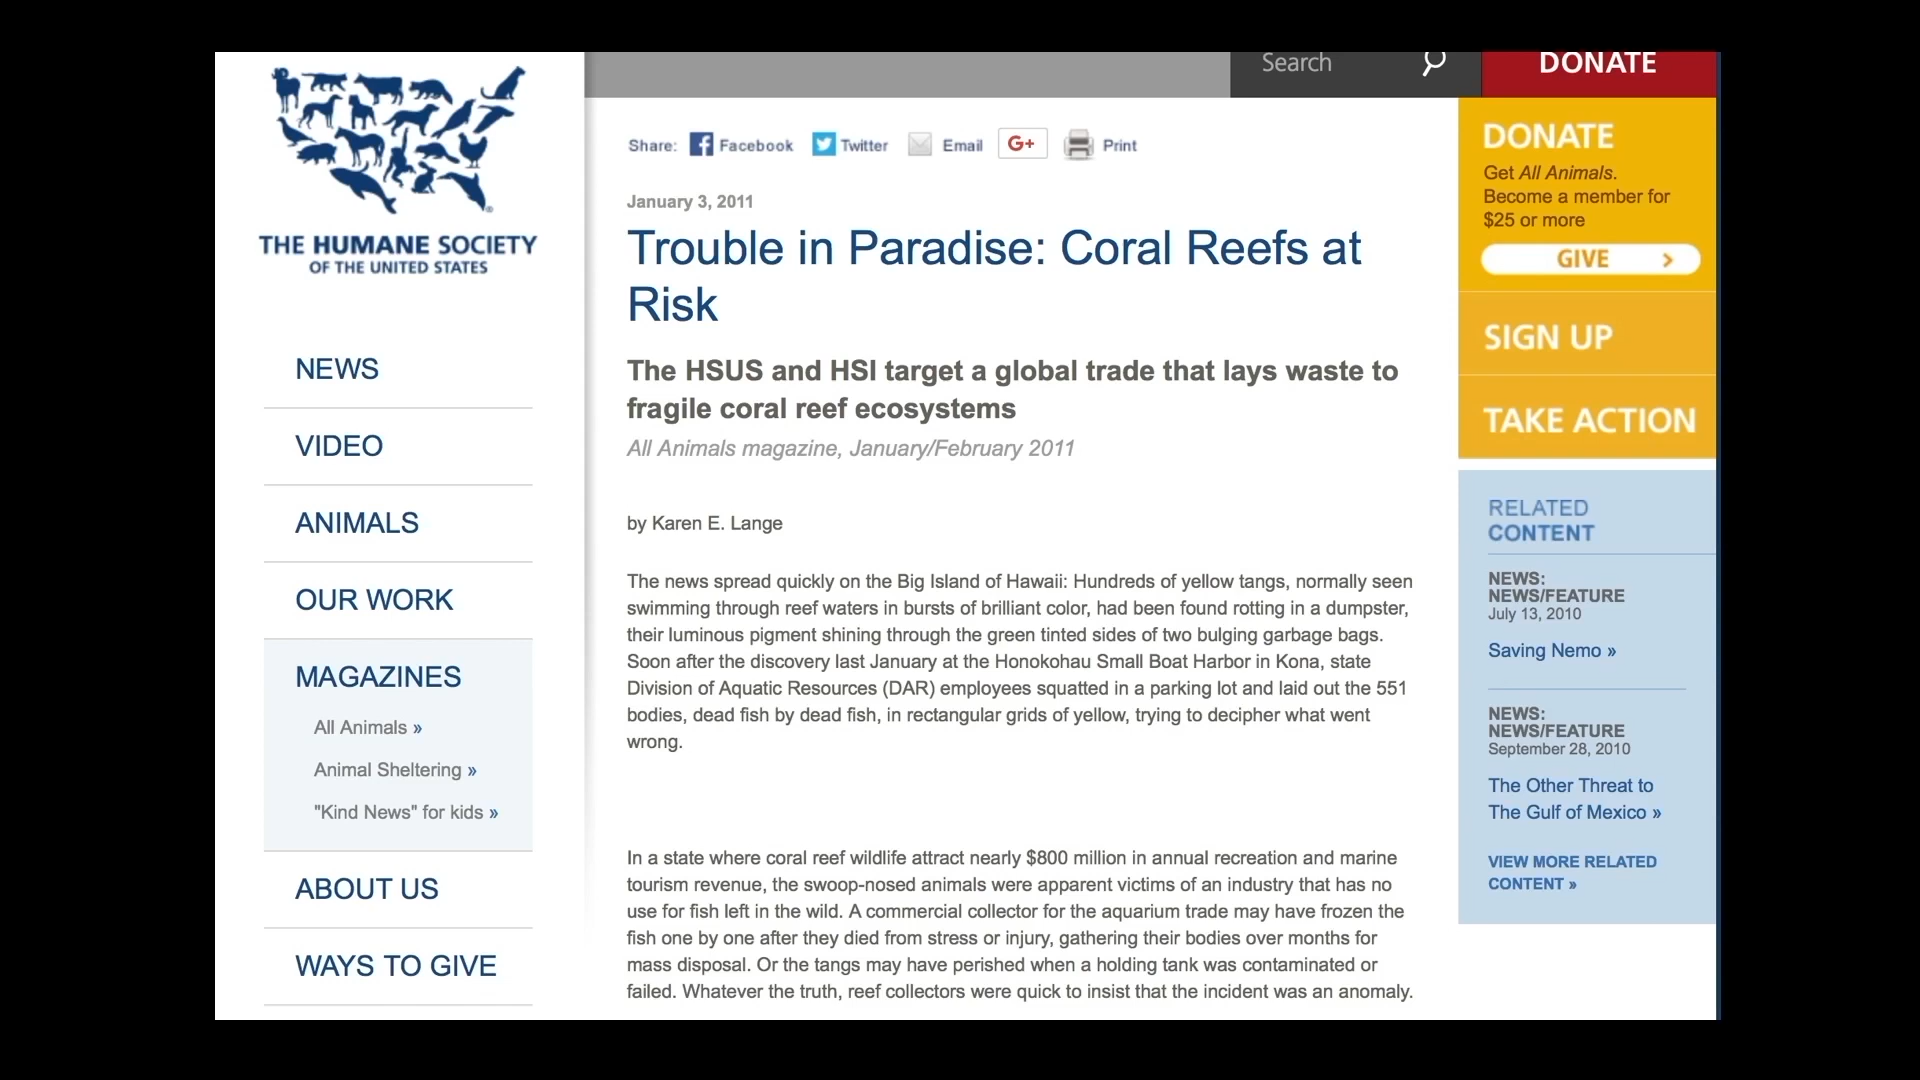 Search
DONATE
THE HUMANE SOCIETY
OF THE UNITED STATES
NEWS
VIDEO
ANIMALS
OUR WORK
MAGAZINES
All Animals »
Animal Sheltering »
"Kind News" for kids »
ABOUT US
WAYS TO GIVE
Share: Facebook Twitter Email G+ Print
January 3, 2011
Trouble in Paradise: Coral Reefs at
Risk
The HSUS and HSI target a global trade that lays waste to
fragile coral reef ecosystems
All Animals magazine, January/February 2011
by Karen E. Lange
The news spread quickly on the Big Island of Hawaii: Hundreds of yellow tangs, normally seen
swimming through reef waters in bursts of brilliant color, had been found rotting in a dumpster,
their luminous pigment shining through the green tinted sides of two bulging garbage bags.
Soon after the discovery last January at the Honokohau Small Boat Harbor in Kona, state
Division of Aquatic Resources (DAR) employees squatted in a parking lot and laid out the 551
bodies, dead fish by dead fish, in rectangular grids of yellow, trying to decipher what went
wrong.
In a state where coral reef wildlife attract nearly $800 million in annual recreation and marine
tourism revenue, the swoop-nosed animals were apparent victims of an industry that has no
use for fish left in the wild. A commercial collector for the aquarium trade may have frozen the
fish one by one after they died from stress or injury, gathering their bodies over months for
mass disposal. Or the tangs may have perished when a holding tank was contaminated or
failed. Whatever the truth, reef collectors were quick to insist that the incident was an anomaly.
DONATE
Get All Animals.
Become a member for
$25 or more
GIVE >
SIGN UP
TAKE ACTION
RELATED
CONTENT
NEWS:
NEWS/FEATURE
July 13, 2010
Saving Nemo »
NEWS:
NEWS/FEATURE
September 28, 2010
The Other Threat to
The Gulf of Mexico »
VIEW MORE RELATED
CONTENT »